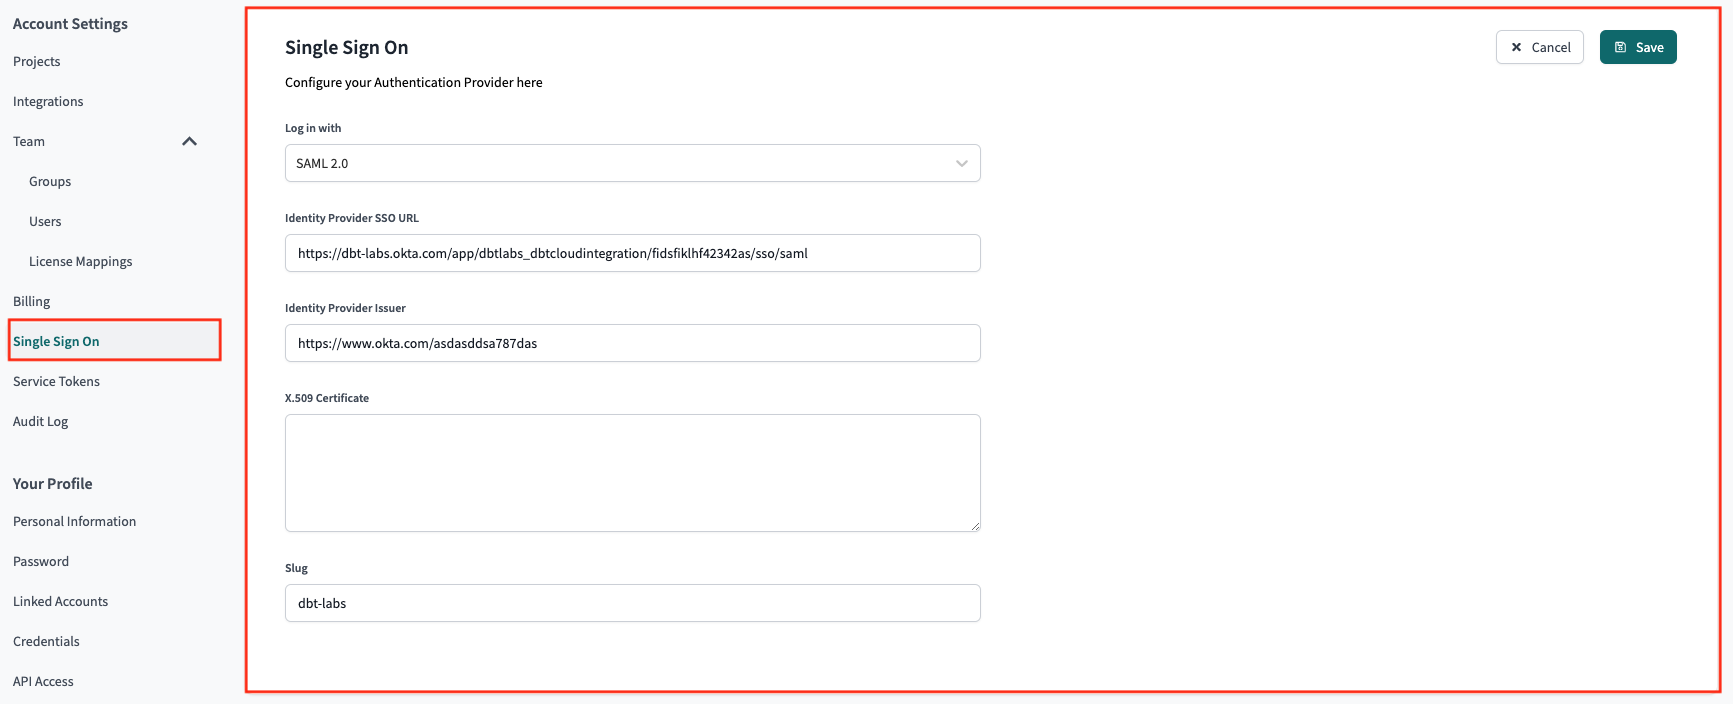 Account Settings
Projects
Integrations
Team
Groups
Users
License Mappings
Billing
Single Sign On
Service Tokens
Audit Log
Your Profile
Personal Information
Password
Linked Accounts
Credentials
API Access
Single Sign On
Cancel
Save
Configure your Authentication Provider here
Log in with
SAML 2.0
Identity Provider SSO URL
https://dbt-labs.okta.com/app/dbtlabs_dbtcloudintegration/fidsfiklhf42342as/sso/saml
Identity Provider Issuer
https://www.okta.com/asdasddsa787das
X.509 Certificate
Slug
dbt-labs